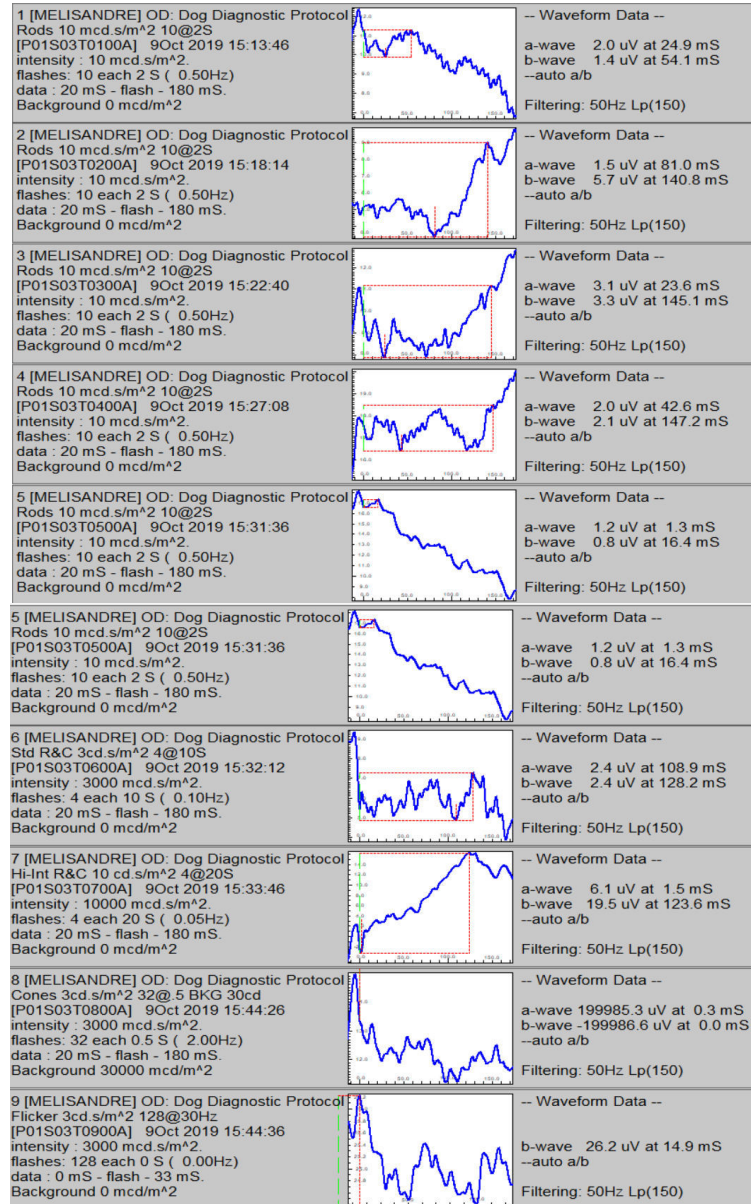 1 [MELISANDRE] OD: Dog Diagnostic Protocol
Rods 10 mcd.s/m^2 10@2S
[P01S03T0100A] 9Oct 2019 15:13:46
intensity : 10 mcd.s/m^2.
flashes: 10 each 2 S ( 0.50Hz)
data : 20 mS - flash - 180 mS.
Background 0 mcd/m^2
-- Waveform Data --
a-wave 2.0 uV at 24.9 mS
b-wave 1.4 uV at 54.1 mS
--auto a/b
Filtering: 50Hz Lp(150)
2 [MELISANDRE] OD: Dog Diagnostic Protocol
Rods 10 mcd.s/m^2 10@2S
[P01S03T0200A] 9Oct 2019 15:18:14
intensity : 10 mcd.s/m^2.
flashes: 10 each 2 S ( 0.50Hz)
data : 20 mS - flash - 180 mS.
Background 0 mcd/m^2
-- Waveform Data --
a-wave 1.5 uV at 81.0 mS
b-wave 5.7 uV at 140.8 mS
--auto a/b
Filtering: 50Hz Lp(150)
3 [MELISANDRE] OD: Dog Diagnostic Protocol
Rods 10 mcd.s/m^2 10@2S
[P01S03T0300A] 9Oct 2019 15:22:40
intensity : 10 mcd.s/m^2.
flashes: 10 each 2 S ( 0.50Hz)
data : 20 mS - flash - 180 mS.
Background 0 mcd/m^2
-- Waveform Data --
a-wave 3.1 uV at 23.6 mS
b-wave 3.3 uV at 145.1 mS
--auto a/b
Filtering: 50Hz Lp(150)
4 [MELISANDRE] OD: Dog Diagnostic Protocol
Rods 10 mcd.s/m^2 10@2S
[P01S03T0400A] 9Oct 2019 15:27:08
intensity : 10 mcd.s/m^2.
flashes: 10 each 2 S ( 0.50Hz)
data : 20 mS - flash - 180 mS.
Background 0 mcd/m^2
-- Waveform Data --
a-wave 2.0 uV at 42.6 mS
b-wave 2.1 uV at 147.2 mS
--auto a/b
Filtering: 50Hz Lp(150)
5 [MELISANDRE] OD: Dog Diagnostic Protocol
Rods 10 mcd.s/m^2 10@2S
[P01S03T0500A] 9Oct 2019 15:31:36
intensity : 10 mcd.s/m^2.
flashes: 10 each 2 S ( 0.50Hz)
data : 20 mS - flash - 180 mS.
Background 0 mcd/m^2
-- Waveform Data --
a-wave 1.2 uV at 1.3 mS
b-wave 0.8 uV at 16.4 mS
--auto a/b
Filtering: 50Hz Lp(150)
5 [MELISANDRE] OD: Dog Diagnostic Protocol
Rods 10 mcd.s/m^2 10@2S
[P01S03T0500A] 9Oct 2019 15:31:36
intensity : 10 mcd.s/m^2.
flashes: 10 each 2 S ( 0.50Hz)
data : 20 mS - flash - 180 mS.
Background 0 mcd/m^2
-- Waveform Data --
a-wave 1.2 uV at 1.3 mS
b-wave 0.8 uV at 16.4 mS
--auto a/b
Filtering: 50Hz Lp(150)
6 [MELISANDRE] OD: Dog Diagnostic Protocol
Std R&C 3cd.s/m^2 4@10S
[P01S03T0600A] 9Oct 2019 15:32:12
intensity : 3000 mcd.s/m^2.
flashes: 4 each 10 S ( 0.10Hz)
data : 20 mS - flash - 180 mS.
Background 0 mcd/m^2
-- Waveform Data --
a-wave 2.4 uV at 108.9 mS
b-wave 2.4 uV at 128.2 mS
--auto a/b
Filtering: 50Hz Lp(150)
7 [MELISANDRE] OD: Dog Diagnostic Protocol
Hi-Int R&C 10 cd.s/m^2 4@20S
[P01S03T0700A] 9Oct 2019 15:33:46
intensity : 10000 mcd.s/m^2.
flashes: 4 each 20 S ( 0.05Hz)
data : 20 mS - flash - 180 mS.
Background 0 mcd/m^2
-- Waveform Data --
a-wave 6.1 uV at 1.5 mS
b-wave 19.5 uV at 123.6 mS
--auto a/b
Filtering: 50Hz Lp(150)
8 [MELISANDRE] OD: Dog Diagnostic Protocol
Cones 3cd.s/m^2 32@.5 BKG 30cd
[P01S03T0800A] 9Oct 2019 15:44:26
intensity : 3000 mcd.s/m^2.
flashes: 32 each 0.5 S ( 2.00Hz)
data : 20 mS - flash - 180 mS.
Background 30000 mcd/m^2
-- Waveform Data --
a-wave 199985.3 uV at 0.3 mS
b-wave -199986.6 uV at 0.0 mS
--auto a/b
Filtering: 50Hz Lp(150)
9 [MELISANDRE] OD: Dog Diagnostic Protocol
Flicker 3cd.s/m^2 128@30Hz
[P01S03T0900A] 9Oct 2019 15:44:36
intensity : 3000 mcd.s/m^2.
flashes: 128 each 0 S ( 0.00Hz)
data : 0 mS - flash - 33 mS.
Background 0 mcd/m^2
-- Waveform Data --
b-wave 26.2 uV at 14.9 mS
--auto a/b
Filtering: 50Hz Lp(150)